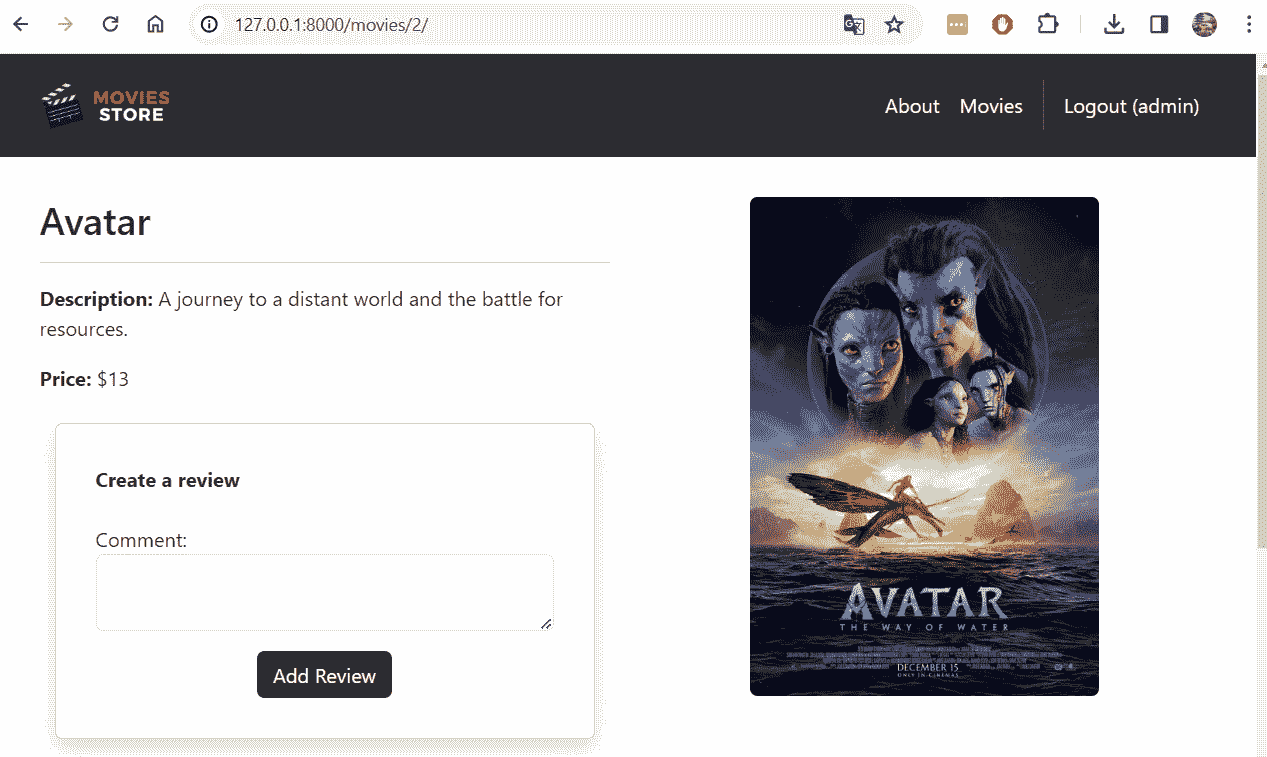 127.0.0.1:8000/movies/2/
MOVIES
STORE
About Movies Logout (admin)
Avatar
Description: A journey to a distant world and the battle for
resources.
Price: $13
Create a review
Comment:
Add Review
AVATAR
THE WAY OF WATER
DECEMBER 15
ONLY IN CINEMAS